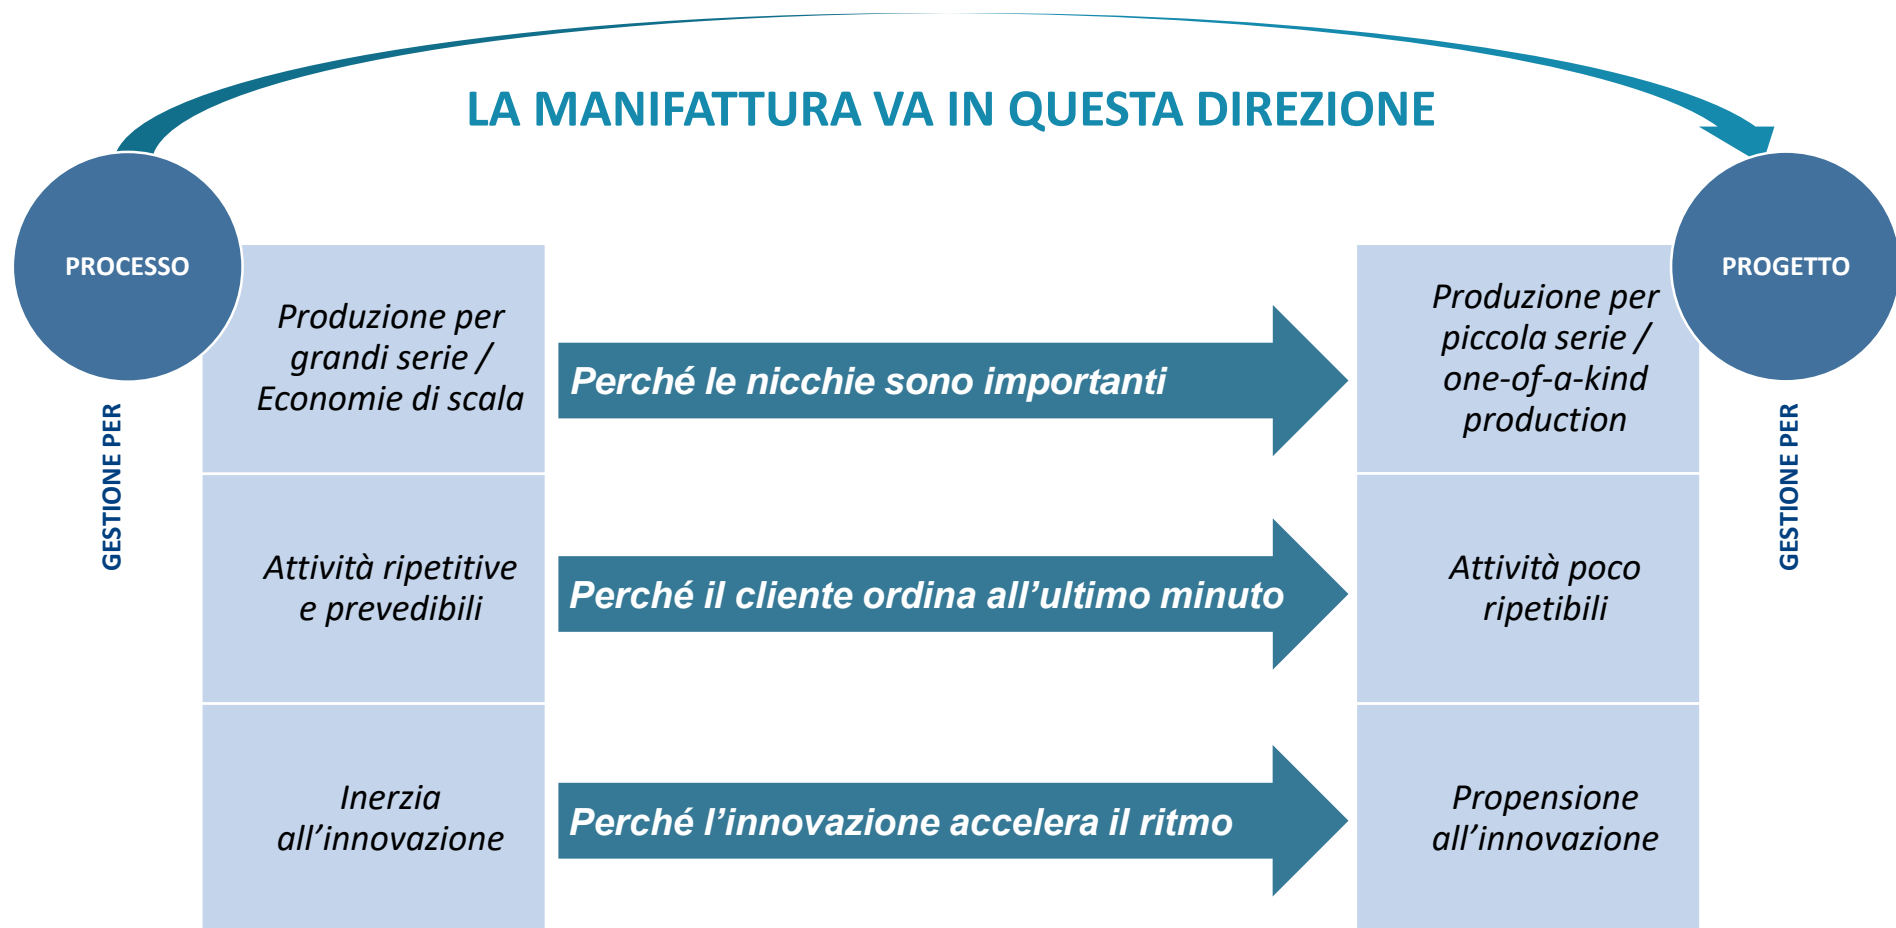 LA MANIFATTURA VA IN QUESTA DIREZIONE
PROCESSO
GESTIONE PER
Produzione per
grandi serie /
Economie di scala
Perché le nicchie sono importanti
Produzione per
piccola serie /
one-of-a-kind
production
PROGETTO
GESTIONE PER
Attività ripetitive
e prevedibili
Perché il cliente ordina all’ultimo minuto
Attività poco
ripetibili
Inerzia
all’innovazione
Perché l’innovazione accelera il ritmo
Propensione
all’innovazione